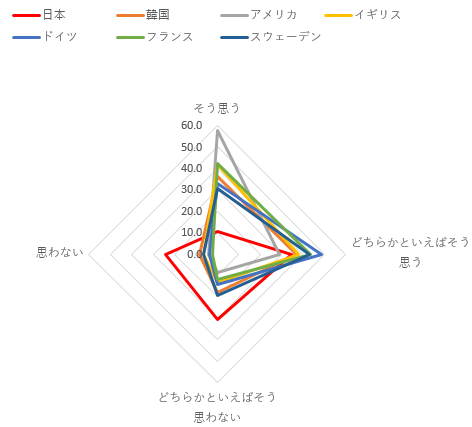 日本 韓国 アメリカ イギリス
ドイツ フランス スウェーデン
そう思う
60.0
50.0
40.0
30.0
20.0
10.0
0.0
思わない
どちらかといえばそう
思う
どちらかといえばそう
思わない